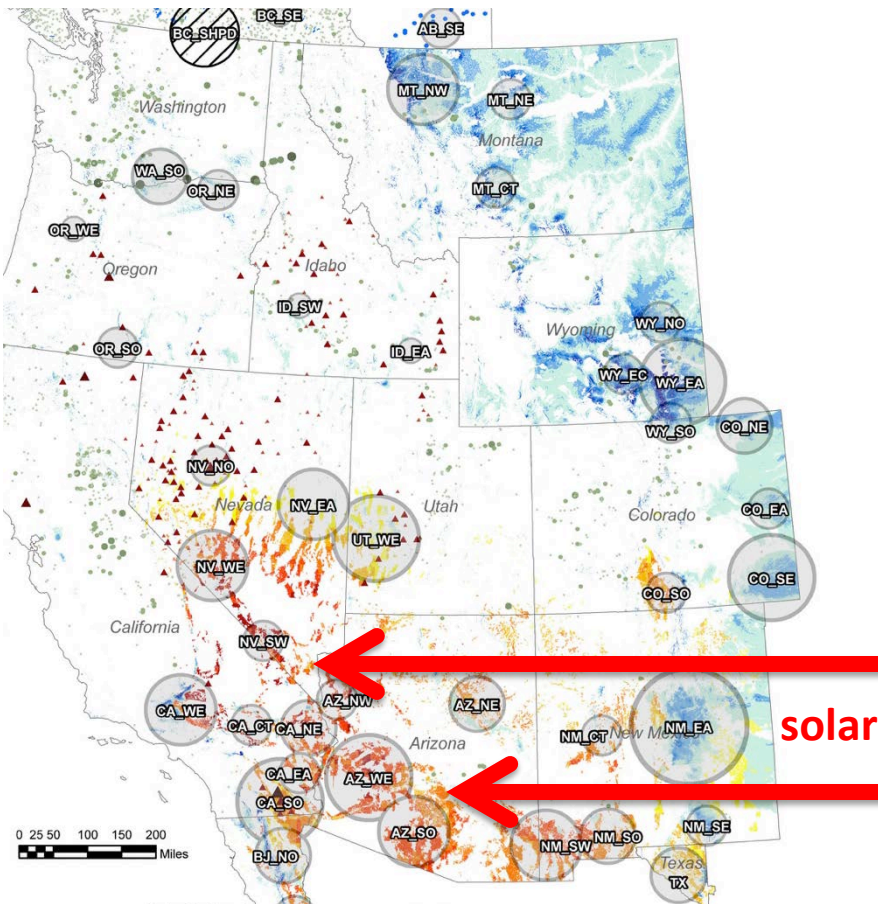 BC_SE
BC_SHPD
AB_SE
MT_NW
MT_NE
Washington
Montana
WA_SO
OR_NE
MT_CT
OR_WE
Oregon
Idaho
ID_SW
WY_NO
Wyoming
OR_SO
ID_EA
WY_EC
WY_EA
WY_SO
CO_NE
NV_NO
Nevada
NV_EA
Utah
CO_EA
Colorado
UT_WE
NV_WE
CO_SE
CO_SO
California
NV_SW
AZ_NW
AZ_NE
CA_WE
CA_CT
CA_NE
Arizona
NM_CT
New Mexico
NM_EA
solar
CA_EA
AZ_WE
CA_SO
AZ_SO
NM_SW
NM_SO
NM_SE
0 25 50 100 150 200
Miles
BJ_NO
Texas
TX